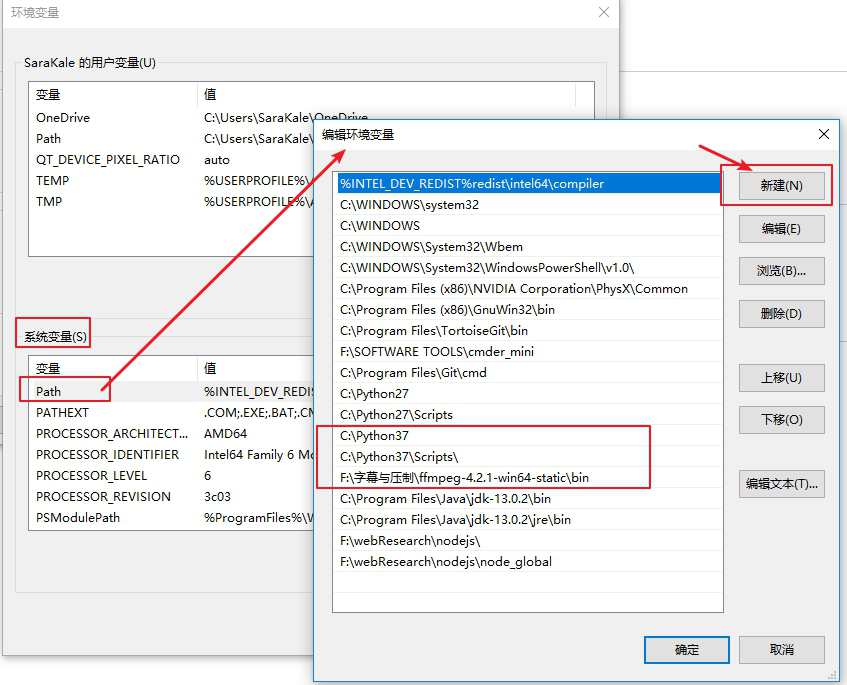 环境变量
SaraKale 的用户变量(U)
变量 值
OneDrive C:\Users\SaraKale\OneDrive
Path C:\Users\SaraKale\
QT_DEVICE_PIXEL_RATIO auto
TEMP %USERPROFILE%\
TMP %USERPROFILE%\A
系统变量(S)
变量 值
Path %INTEL_DEV_REDIS
PATHEXT .COM;.EXE;.BAT;.CM
PROCESSOR_ARCHITECT... AMD64
PROCESSOR_IDENTIFIER Intel64 Family 6 Mo
PROCESSOR_LEVEL 6
PROCESSOR_REVISION 3c03
PSModulePath %ProgramFiles%\W
编辑环境变量
%INTEL_DEV_REDIST%redist\intel64\compiler
C:\WINDOWS\system32
C:\WINDOWS
C:\WINDOWS\System32\Wbem
C:\WINDOWS\System32\WindowsPowerShell\v1.0\
C:\Program Files (x86)\NVIDIA Corporation\PhysX\Common
C:\Program Files (x86)\GnuWin32\bin
C:\Program Files\TortoiseGit\bin
F:\SOFTWARE TOOLS\cmder_mini
C:\Program Files\Git\cmd
C:\Python27
C:\Python27\Scripts
C:\Python37
C:\Python37\Scripts\
F:\字幕与压制\ffmpeg-4.2.1-win64-static\bin
C:\Program Files\Java\jdk-13.0.2\bin
C:\Program Files\Java\jdk-13.0.2\jre\bin
F:\webResearch\nodejs\
F:\webResearch\nodejs\node_global
新建(N)
编辑(E)
浏览(B)...
删除(D)
上移(U)
下移(O)
编辑文本(T)...
确定
取消